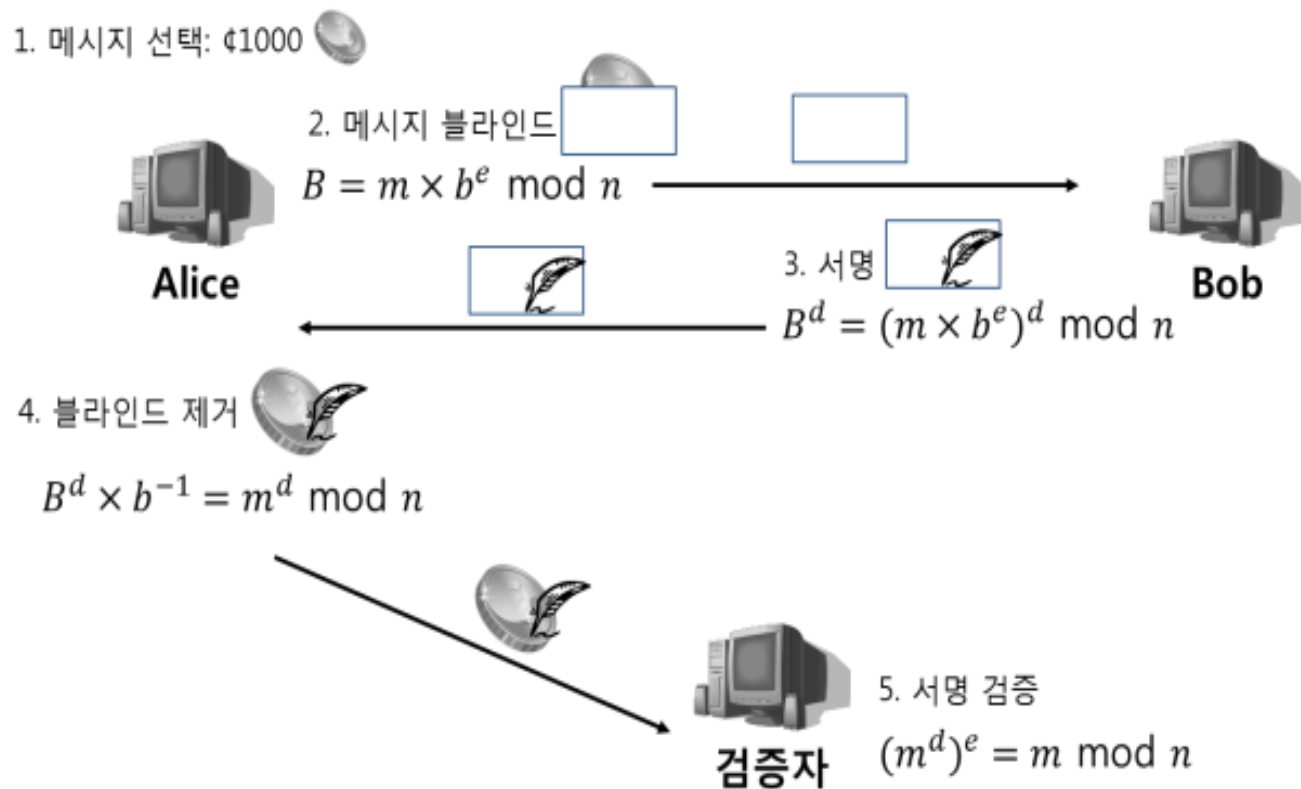 1. 메시지 선택: ¢1000
2. 메시지 블라인드
B = m × b^e mod n
Alice
3. 서명
Bob
B^d = (m × b^e)^d mod n
4. 블라인드 제거
B^d × b^{-1} = m^d mod n
5. 서명 검증
검증자
(m^d)^e = m mod n